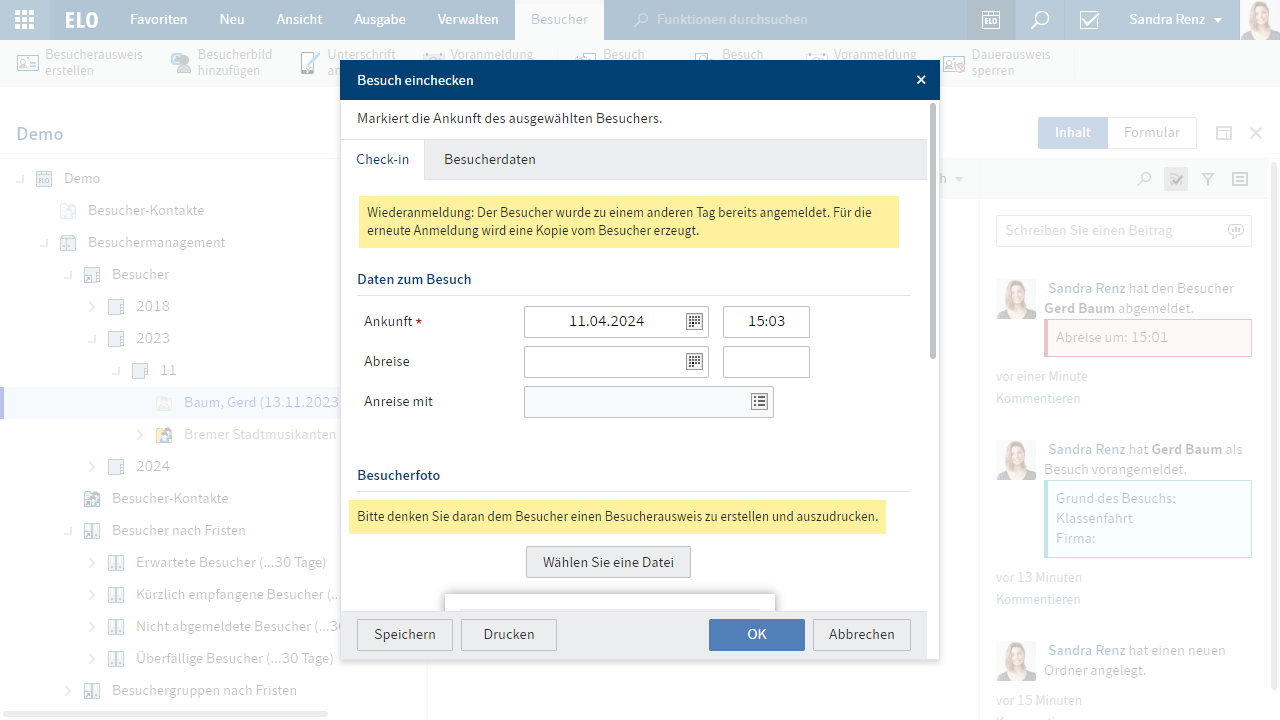 ELO Favoriten Neu Ansicht Ausgabe Verwalten Besucher Funktionen durchsuchen ELO Sandra Renz
Besucherausweis
erstellen
Besucherbild
hinzufügen
Unterschrift
Voranmeldung
Besuch
Besuch
Voranmeldung
Dauerausweis
sperren
Demo
Inhalt Formular
Demo
Besucher-Kontakte
Besuchermanagement
Besucher
2018
2023
11
Baum, Gerd (13.11.2023
Bremer Stadtmusikanten
2024
Besucher-Kontakte
Besucher nach Fristen
Erwartete Besucher (...30 Tage)
Kürzlich empfangene Besucher (..
Nicht abgemeldete Besucher (...30
Überfällige Besucher (...30 Tage)
Besuchergruppen nach Fristen
Besuch einchecken
Markiert die Ankunft des ausgewählten Besuchers.
Check-in Besucherdaten
Wiederanmeldung: Der Besucher wurde zu einem anderen Tag bereits angemeldet. Für die
erneute Anmeldung wird eine Kopie vom Besucher erzeugt.
Daten zum Besuch
Ankunft * 11.04.2024 15:03
Abreise
Anreise mit
Besucherfoto
Bitte denken Sie daran dem Besucher einen Besucherausweis zu erstellen und auszudrucken.
Wählen Sie eine Datei
Speichern Drucken OK Abbrechen
Schreiben Sie einen Beitrag
Sandra Renz hat den Besucher
Gerd Baum abgemeldet.
Abreise um: 15:01
vor einer Minute
Kommentieren
Sandra Renz hat Gerd Baum als
Besuch vorangemeldet.
Grund des Besuchs:
Klassenfahrt
Firma:
vor 13 Minuten
Kommentieren
Sandra Renz hat einen neuen
Ordner angelegt.
vor 15 Minuten